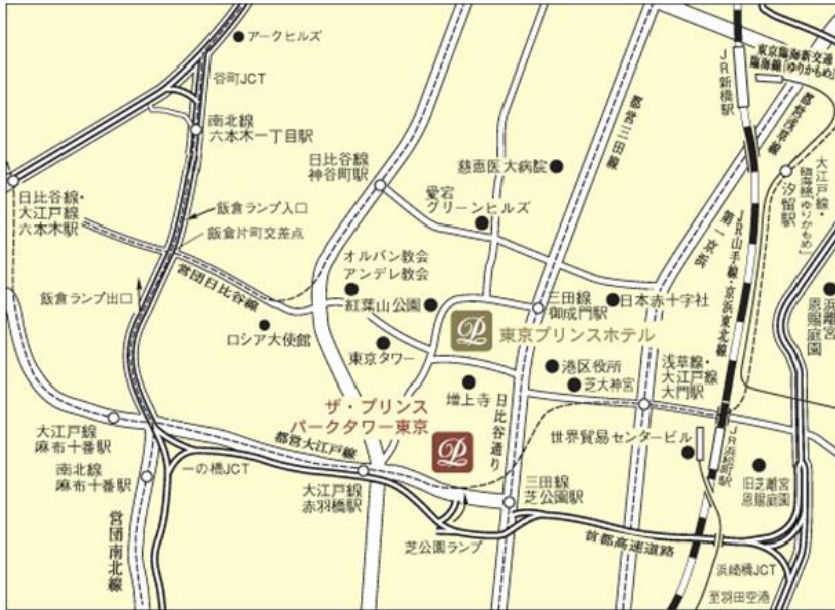 アークヒルズ
谷町JCT
南北線
六本木一丁目駅
日比谷線・
大江戸線
六本木駅
飯倉ランプ入口
飯倉片町交差点
飯倉ランプ出口
営団日比谷線
ロシア大使館
日比谷線
神谷町駅
オルバン教会
アンデレ教会
紅葉山公園
東京タワー
慈恵医大病院
愛宕
グリーンヒルズ
都営三田線
三田線
御成門駅
日本赤十字社
東京プリンスホテル
港区役所
芝大神宮
増上寺
日比谷通り
ザ・プリンス
パークタワー東京
東京臨海新交通
臨海線「ゆりかもめ」
JR新橋駅
都営浅草線
第一京浜
JR山手線・京浜東北線
汐留駅
大江戸線・
臨海線「ゆりかもめ」
浜離宮
恩賜庭園
浅草線・
大江戸線
大門駅
世界貿易センタービル
JR浜松町駅
旧芝離宮
恩賜庭園
大江戸線
麻布十番駅
南北線
麻布十番駅
営団南北線
一の橋JCT
都営大江戸線
大江戸線
赤羽橋駅
芝公園ランプ
三田線
芝公園駅
首都高速道路
浜崎橋JCT
至羽田空港